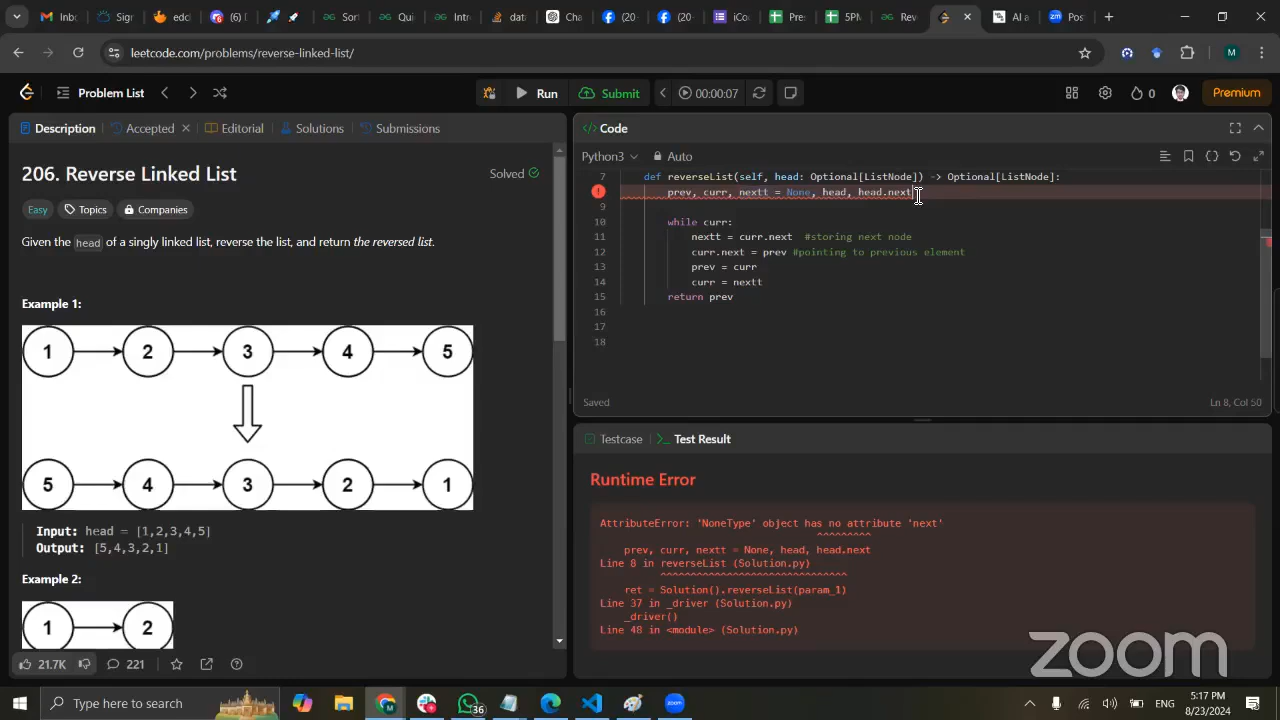 Inbo
Sign
edd
(6) D
Sort
Quic
Intro
data
Cha
(20-
(20-
iCo
Pres
5PM
Rev
AI a
Pos
leetcode.com/problems/reverse-linked-list/
M
Problem List
Run
Submit
00:00:07
0
Premium
Description
Accepted
Editorial
Solutions
Submissions
Code
Python3
Auto
206. Reverse Linked List
Solved
Easy
Topics
Companies
Given the head of a singly linked list, reverse the list, and return the reversed list.
Example 1:
1 2 3 4 5
5 4 3 2 1
Input: head = [1,2,3,4,5]
Output: [5,4,3,2,1]
Example 2:
1 2
21.7K
221
7 def reverseList(self, head: Optional[ListNode]) -> Optional[ListNode]:
prev, curr, nextt = None, head, head.next
9
10 while curr:
11 nextt = curr.next #storing next node
12 curr.next = prev #pointing to previous element
13 prev = curr
14 curr = nextt
15 return prev
16
17
18
Saved
Ln 8, Col 50
Testcase
Test Result
Runtime Error
AttributeError: 'NoneType' object has no attribute 'next'
^^^^^^^^^
prev, curr, nextt = None, head, head.next
Line 8 in reverseList (Solution.py)
^^^^^^^^^^^^^^^^^^^^^^^^^^^^^^^
ret = Solution().reverseList(param_1)
Line 37 in _driver (Solution.py)
_driver()
Line 48 in <module> (Solution.py)
zoom
Type here to search
36
zoom
ENG
5:17 PM
8/23/2024